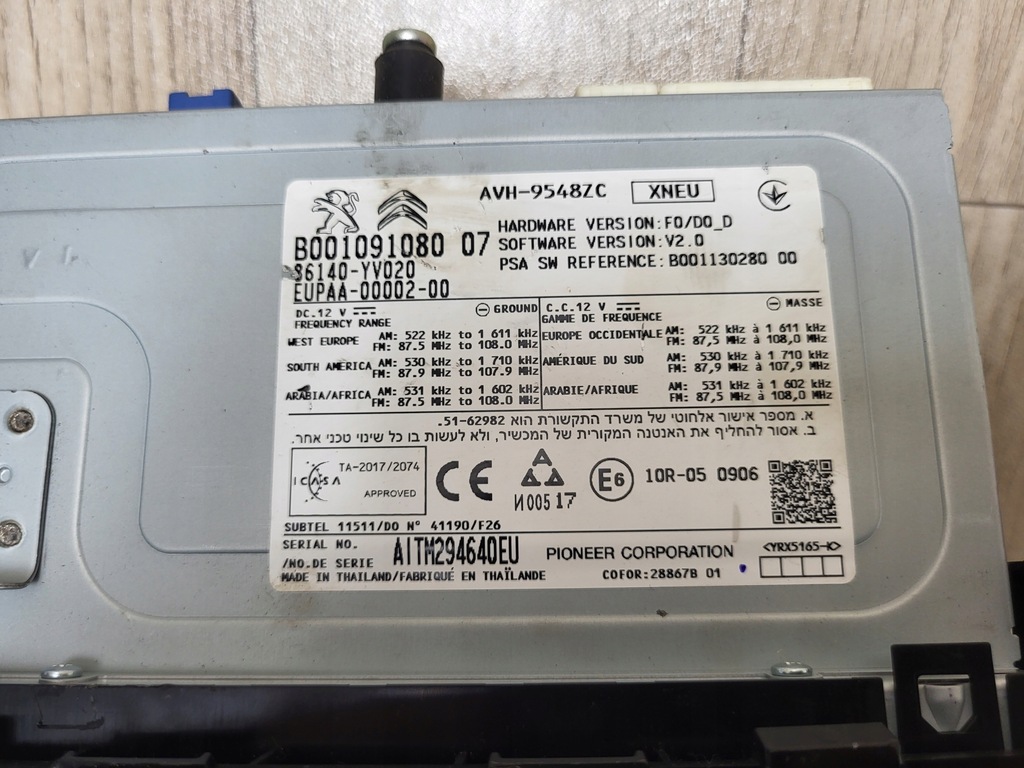 AVH-9548ZC XNEU
B001091080 07
86140-YV020
EUPAA-00002-00
HARDWARE VERSION:F0/D0_D
SOFTWARE VERSION:V2.0
PSA SW REFERENCE:B001130280 00
DC.12 V ⊖ GROUND
FREQUENCY RANGE
WEST EUROPE AM: 522 kHz to 1 611 kHz
FM: 87.5 MHz to 108.0 MHz
SOUTH AMERICA AM: 530 kHz to 1 710 kHz
FM: 87.9 MHz to 107.9 MHz
ARABIA/AFRICA AM: 531 kHz to 1 602 kHz
FM: 87.5 MHz to 108.0 MHz
C.C.12 V ⊖ MASSE
GAMME DE FREQUENCE
EUROPE OCCIDENTALE AM: 522 kHz à 1 611 kHz
FM: 87,5 MHz à 108,0 MHz
AMÉRIQUE DU SUD AM: 530 kHz à 1 710 kHz
FM: 87,9 MHz à 107,9 MHz
ARABIE/AFRIQUE AM: 531 kHz à 1 602 kHz
FM: 87,5 MHz à 108,0 MHz
א. מספר אישור אלחוטי של משרד התקשורת הוא 51-62982.
ב. אסור להחליף את האנטנה המקורית של המכשיר, ולא לעשות בו כל שינוי טכני אחר.
ICASA TA-2017/2074
APPROVED
CE
И005 17
E6
10R-05 0906
SUBTEL 11511/DO N° 41190/F26
SERIAL NO.
/NO.DE SERIE AITM294640EU
PIONEER CORPORATION
<YRX5165-K>
MADE IN THAILAND/FABRIQUÉ EN THAÏLANDE
COFOR:28867B 01